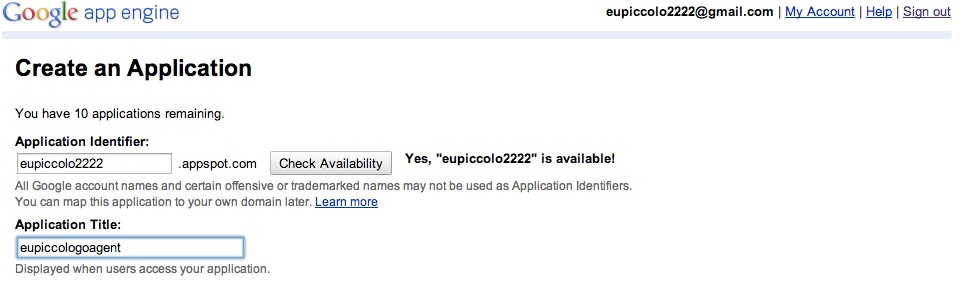 Google app engine
eupiccolo2222@gmail.com | My Account | Help | Sign out
Create an Application
You have 10 applications remaining.
Application Identifier:
eupiccolo2222 .appspot.com Check Availability Yes, "eupiccolo2222" is available!
All Google account names and certain offensive or trademarked names may not be used as Application Identifiers.
You can map this application to your own domain later. Learn more
Application Title:
eupiccologoagent
Displayed when users access your application.